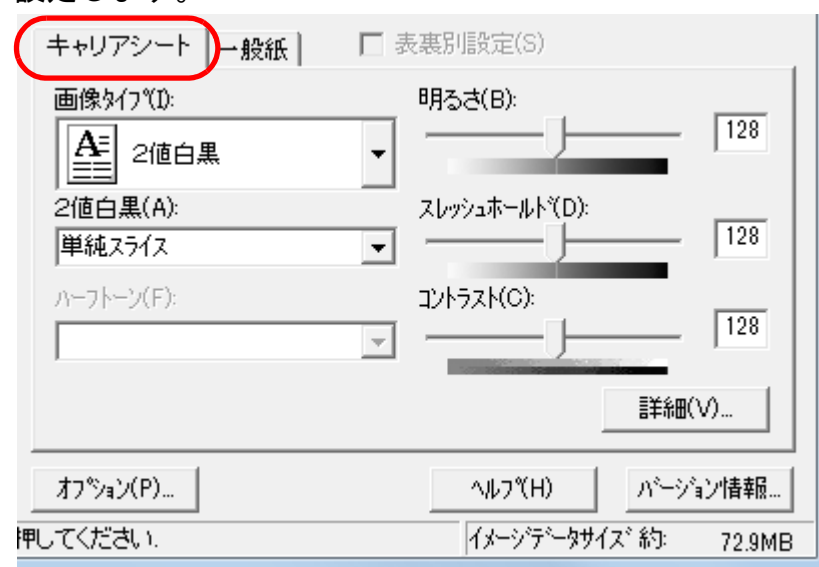 設定します。
キャリアシート 一般紙 表裏別設定(S)
画像ﾀｲﾌﾟ(I): 明るさ(B):
2値白黒 128
2値白黒(A): ｽﾚｯｼｭﾎｰﾙﾄﾞ(D):
単純ｽﾗｲｽ 128
ﾊｰﾌﾄｰﾝ(F): ｺﾝﾄﾗｽﾄ(C):
128
詳細(V)...
ｵﾌﾟｼｮﾝ(P)... ﾍﾙﾌﾟ(H) ﾊﾞｰｼﾞｮﾝ情報...
押してください. ｲﾒｰｼﾞﾃﾞｰﾀｻｲｽﾞ 約: 72.9MB